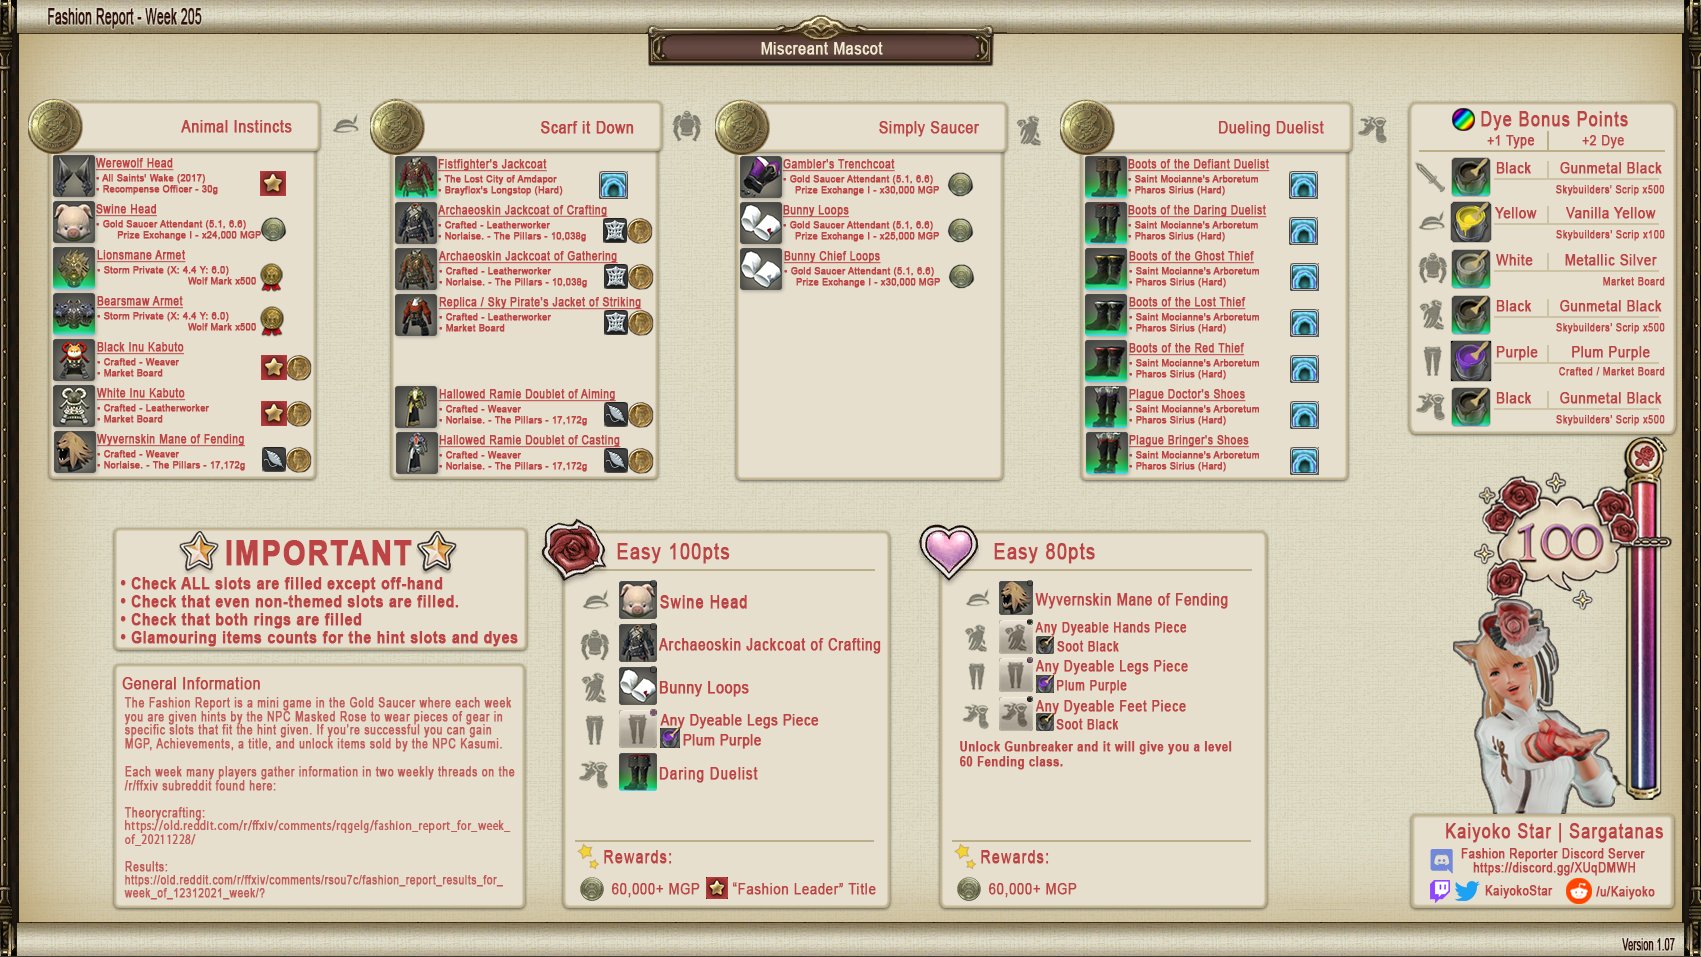 Fashion Report - Week 205
Miscreant Mascot
Animal Instincts
Werewolf Head
• All Saints' Wake (2017)
• Recompense Officer - 30g
Swine Head
• Gold Saucer Attendant (5.1, 6.6)
Prize Exchange I - x24,000 MGP
Lionsmane Armet
• Storm Private (X: 4.4 Y: 6.0)
Wolf Mark x500
Bearsmaw Armet
• Storm Private (X: 4.4 Y: 6.0)
Wolf Mark x500
Black Inu Kabuto
• Crafted - Weaver
• Market Board
White Inu Kabuto
• Crafted - Leatherworker
• Market Board
Wyvernskin Mane of Fending
• Crafted - Weaver
• Norlaise. - The Pillars - 17,172g
Scarf it Down
Fistfighter's Jackcoat
• The Lost City of Amdapor
• Brayflox's Longstop (Hard)
Archaeoskin Jackcoat of Crafting
• Crafted - Leatherworker
• Norlaise. - The Pillars - 10,038g
Archaeoskin Jackcoat of Gathering
• Crafted - Leatherworker
• Norlaise. - The Pillars - 10,038g
Replica / Sky Pirate's Jacket of Striking
• Crafted - Leatherworker
• Market Board
Hallowed Ramie Doublet of Aiming
• Crafted - Weaver
• Norlaise. - The Pillars - 17,172g
Hallowed Ramie Doublet of Casting
• Crafted - Weaver
• Norlaise. - The Pillars - 17,172g
Simply Saucer
Gambler's Trenchcoat
• Gold Saucer Attendant (5.1, 6.6)
Prize Exchange I - x30,000 MGP
Bunny Loops
• Gold Saucer Attendant (5.1, 6.6)
Prize Exchange I - x25,000 MGP
Bunny Chief Loops
• Gold Saucer Attendant (5.1, 6.6)
Prize Exchange I - x30,000 MGP
Dueling Duelist
Boots of the Defiant Duelist
• Saint Mocianne's Arboretum
• Pharos Sirius (Hard)
Boots of the Daring Duelist
• Saint Mocianne's Arboretum
• Pharos Sirius (Hard)
Boots of the Ghost Thief
• Saint Mocianne's Arboretum
• Pharos Sirius (Hard)
Boots of the Lost Thief
• Saint Mocianne's Arboretum
• Pharos Sirius (Hard)
Boots of the Red Thief
• Saint Mocianne's Arboretum
• Pharos Sirius (Hard)
Plague Doctor's Shoes
• Saint Mocianne's Arboretum
• Pharos Sirius (Hard)
Plague Bringer's Shoes
• Saint Mocianne's Arboretum
• Pharos Sirius (Hard)
Dye Bonus Points
+1 Type | +2 Dye
Black | Gunmetal Black
Skybuilders' Scrip x500
Yellow | Vanilla Yellow
Skybuilders' Scrip x100
White | Metallic Silver
Market Board
Black | Gunmetal Black
Skybuilders' Scrip x500
Purple | Plum Purple
Crafted / Market Board
Black | Gunmetal Black
Skybuilders' Scrip x500
IMPORTANT
• Check ALL slots are filled except off-hand
• Check that even non-themed slots are filled.
• Check that both rings are filled
• Glamouring items counts for the hint slots and dyes
General Information
The Fashion Report is a mini game in the Gold Saucer where each week
you are given hints by the NPC Masked Rose to wear pieces of gear in
specific slots that fit the hint given. If you're successful you can gain
MGP, Achievements, a title, and unlock items sold by the NPC Kasumi.
Each week many players gather information in two weekly threads on the
/r/ffxiv subreddit found here:
Theorycrafting:
https://old.reddit.com/r/ffxiv/comments/rqgelg/fashion_report_for_week_
of_20211228/
Results:
https://old.reddit.com/r/ffxiv/comments/rsou7c/fashion_report_results_for_
week_of_12312021_week/?
Easy 100pts
Swine Head
Archaeoskin Jackcoat of Crafting
Bunny Loops
Any Dyeable Legs Piece
Plum Purple
Daring Duelist
Rewards:
60,000+ MGP
"Fashion Leader" Title
Easy 80pts
Wyvernskin Mane of Fending
Any Dyeable Hands Piece
Soot Black
Any Dyeable Legs Piece
Plum Purple
Any Dyeable Feet Piece
Soot Black
Unlock Gunbreaker and it will give you a level
60 Fending class.
Rewards:
60,000+ MGP
100
Kaiyoko Star | Sargatanas
Fashion Reporter Discord Server
https://discord.gg/XUqDMWH
KaiyokoStar
/u/Kaiyoko
Version 1.07